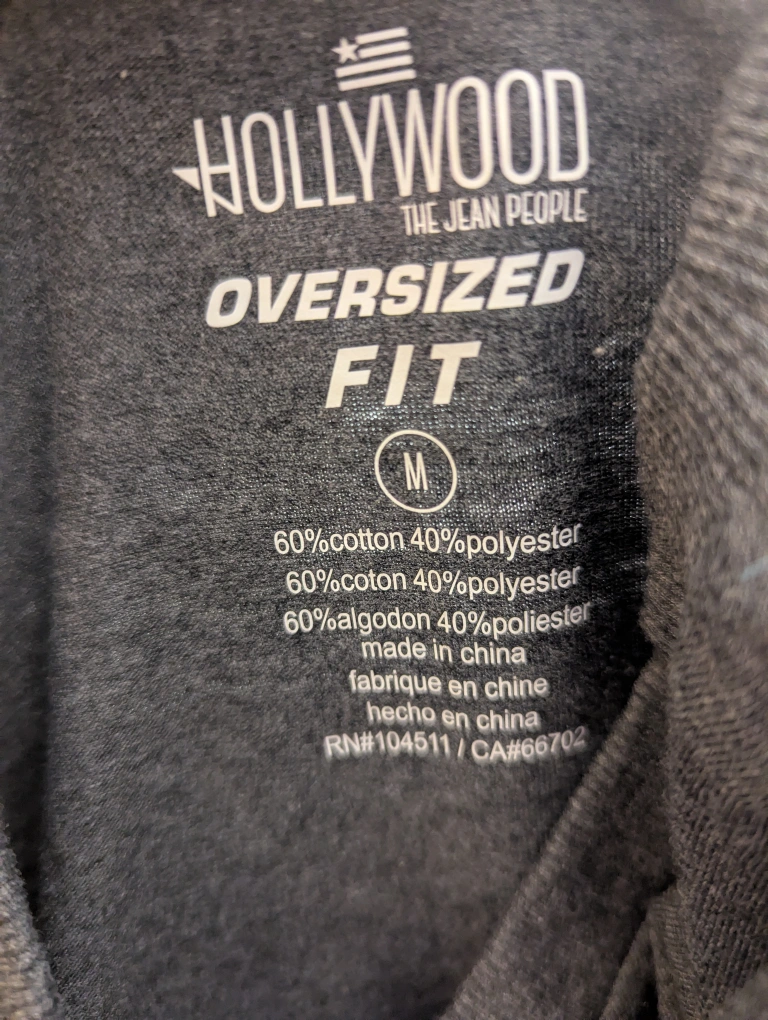 HOLLYWOOD
THE JEAN PEOPLE
OVERSIZED
FIT
M
60%cotton 40%polyester
60%coton 40%polyester
60%algodon 40%poliester
made in china
fabrique en chine
hecho en china
RN#104511 / CA#66702